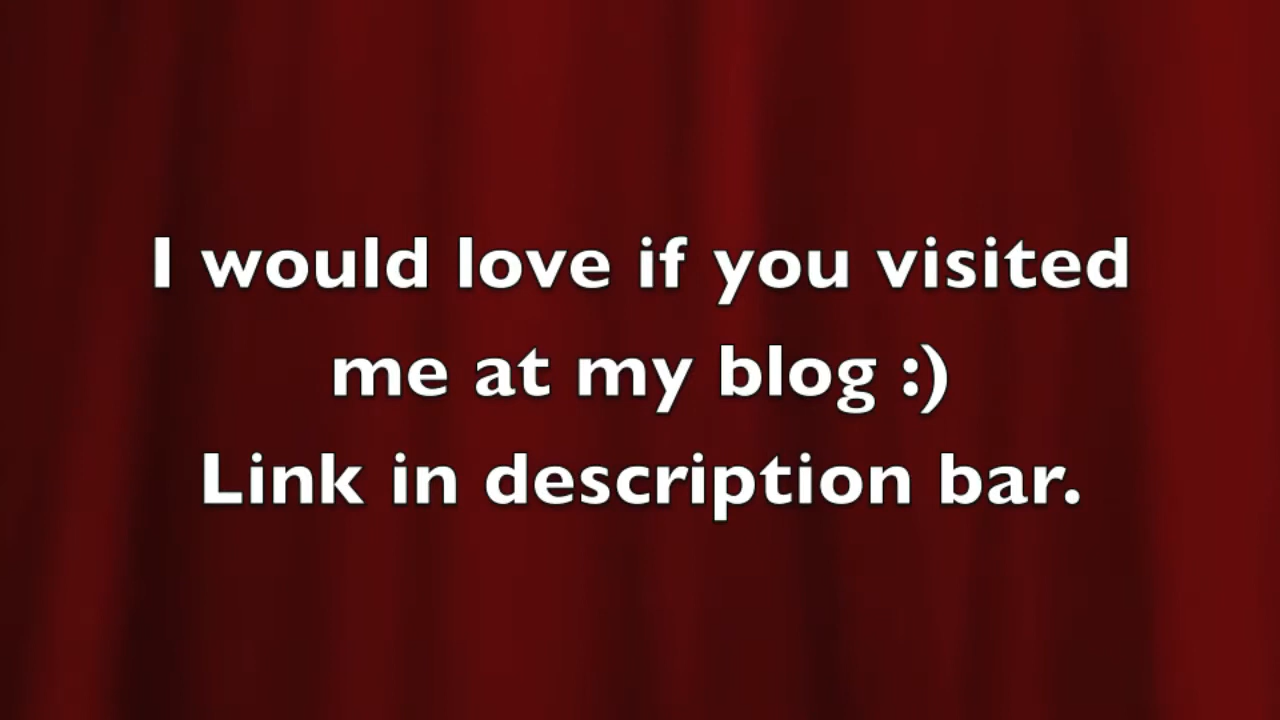 I would love if you visited
me at my blog :)
Link in description bar.